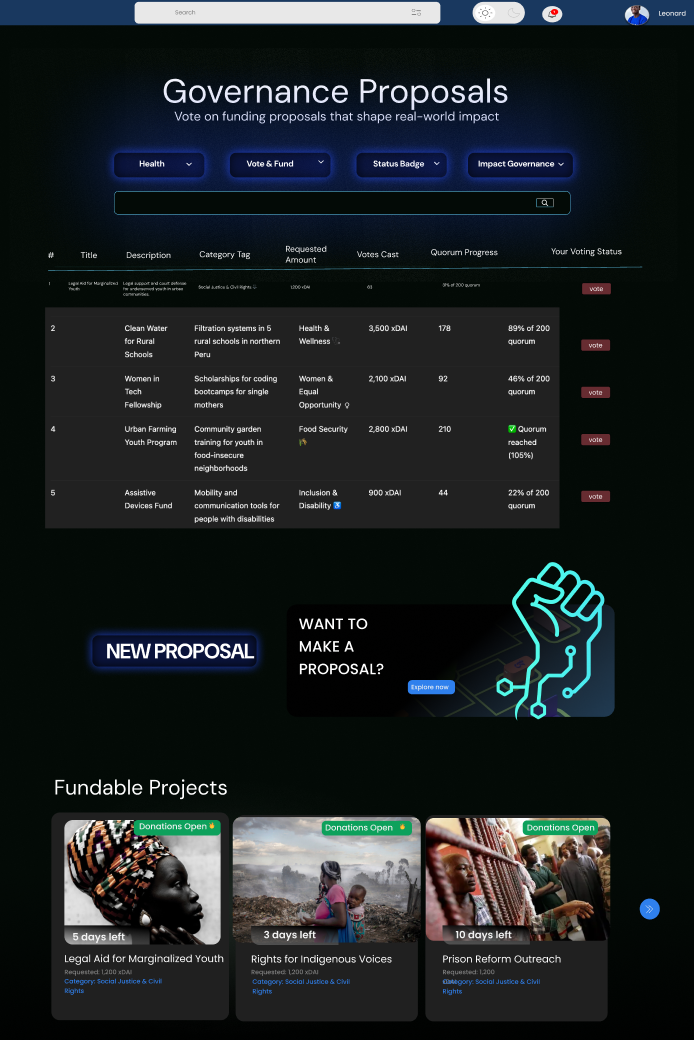 Search
Leonard
Governance Proposals
Vote on funding proposals that shape real-world impact
Health
Vote & Fund
Status Badge
Impact Governance
#
Title
Description
Category Tag
Requested
Amount
Votes Cast
Quorum Progress
Your Voting Status
1
Legal Aid for Marginalized
Youth
Legal support and court defense
for underserved youth in urban
communities.
Social Justice & Civil Rights
1,200 xDAI
63
31% of 200 quorum
vote
2
Clean Water
for Rural
Schools
Filtration systems in 5
rural schools in northern
Peru
Health &
Wellness
3,500 xDAI
178
89% of 200
quorum
vote
3
Women in
Tech
Fellowship
Scholarships for coding
bootcamps for single
mothers
Women &
Equal
Opportunity ♀
2,100 xDAI
92
46% of 200
quorum
vote
4
Urban Farming
Youth Program
Community garden
training for youth in
food-insecure
neighborhoods
Food Security
2,800 xDAI
210
✅ Quorum
reached
(105%)
vote
5
Assistive
Devices Fund
Mobility and
communication tools for
people with disabilities
Inclusion &
Disability ♿
900 xDAI
44
22% of 200
quorum
vote
NEW PROPOSAL
WANT TO
MAKE A
PROPOSAL?
Explore now
Fundable Projects
Donations Open 🔥
5 days left
Legal Aid for Marginalized Youth
Requested: 1,200 xDAI
Category: Social Justice & Civil
Rights
Donations Open 🔥
3 days left
Rights for Indigenous Voices
Requested: 1,200 xDAI
Category: Social Justice & Civil
Rights
Donations Open
10 days left
Prison Reform Outreach
Requested: 1,200
xDAI
Category: Social Justice & Civil
Rights